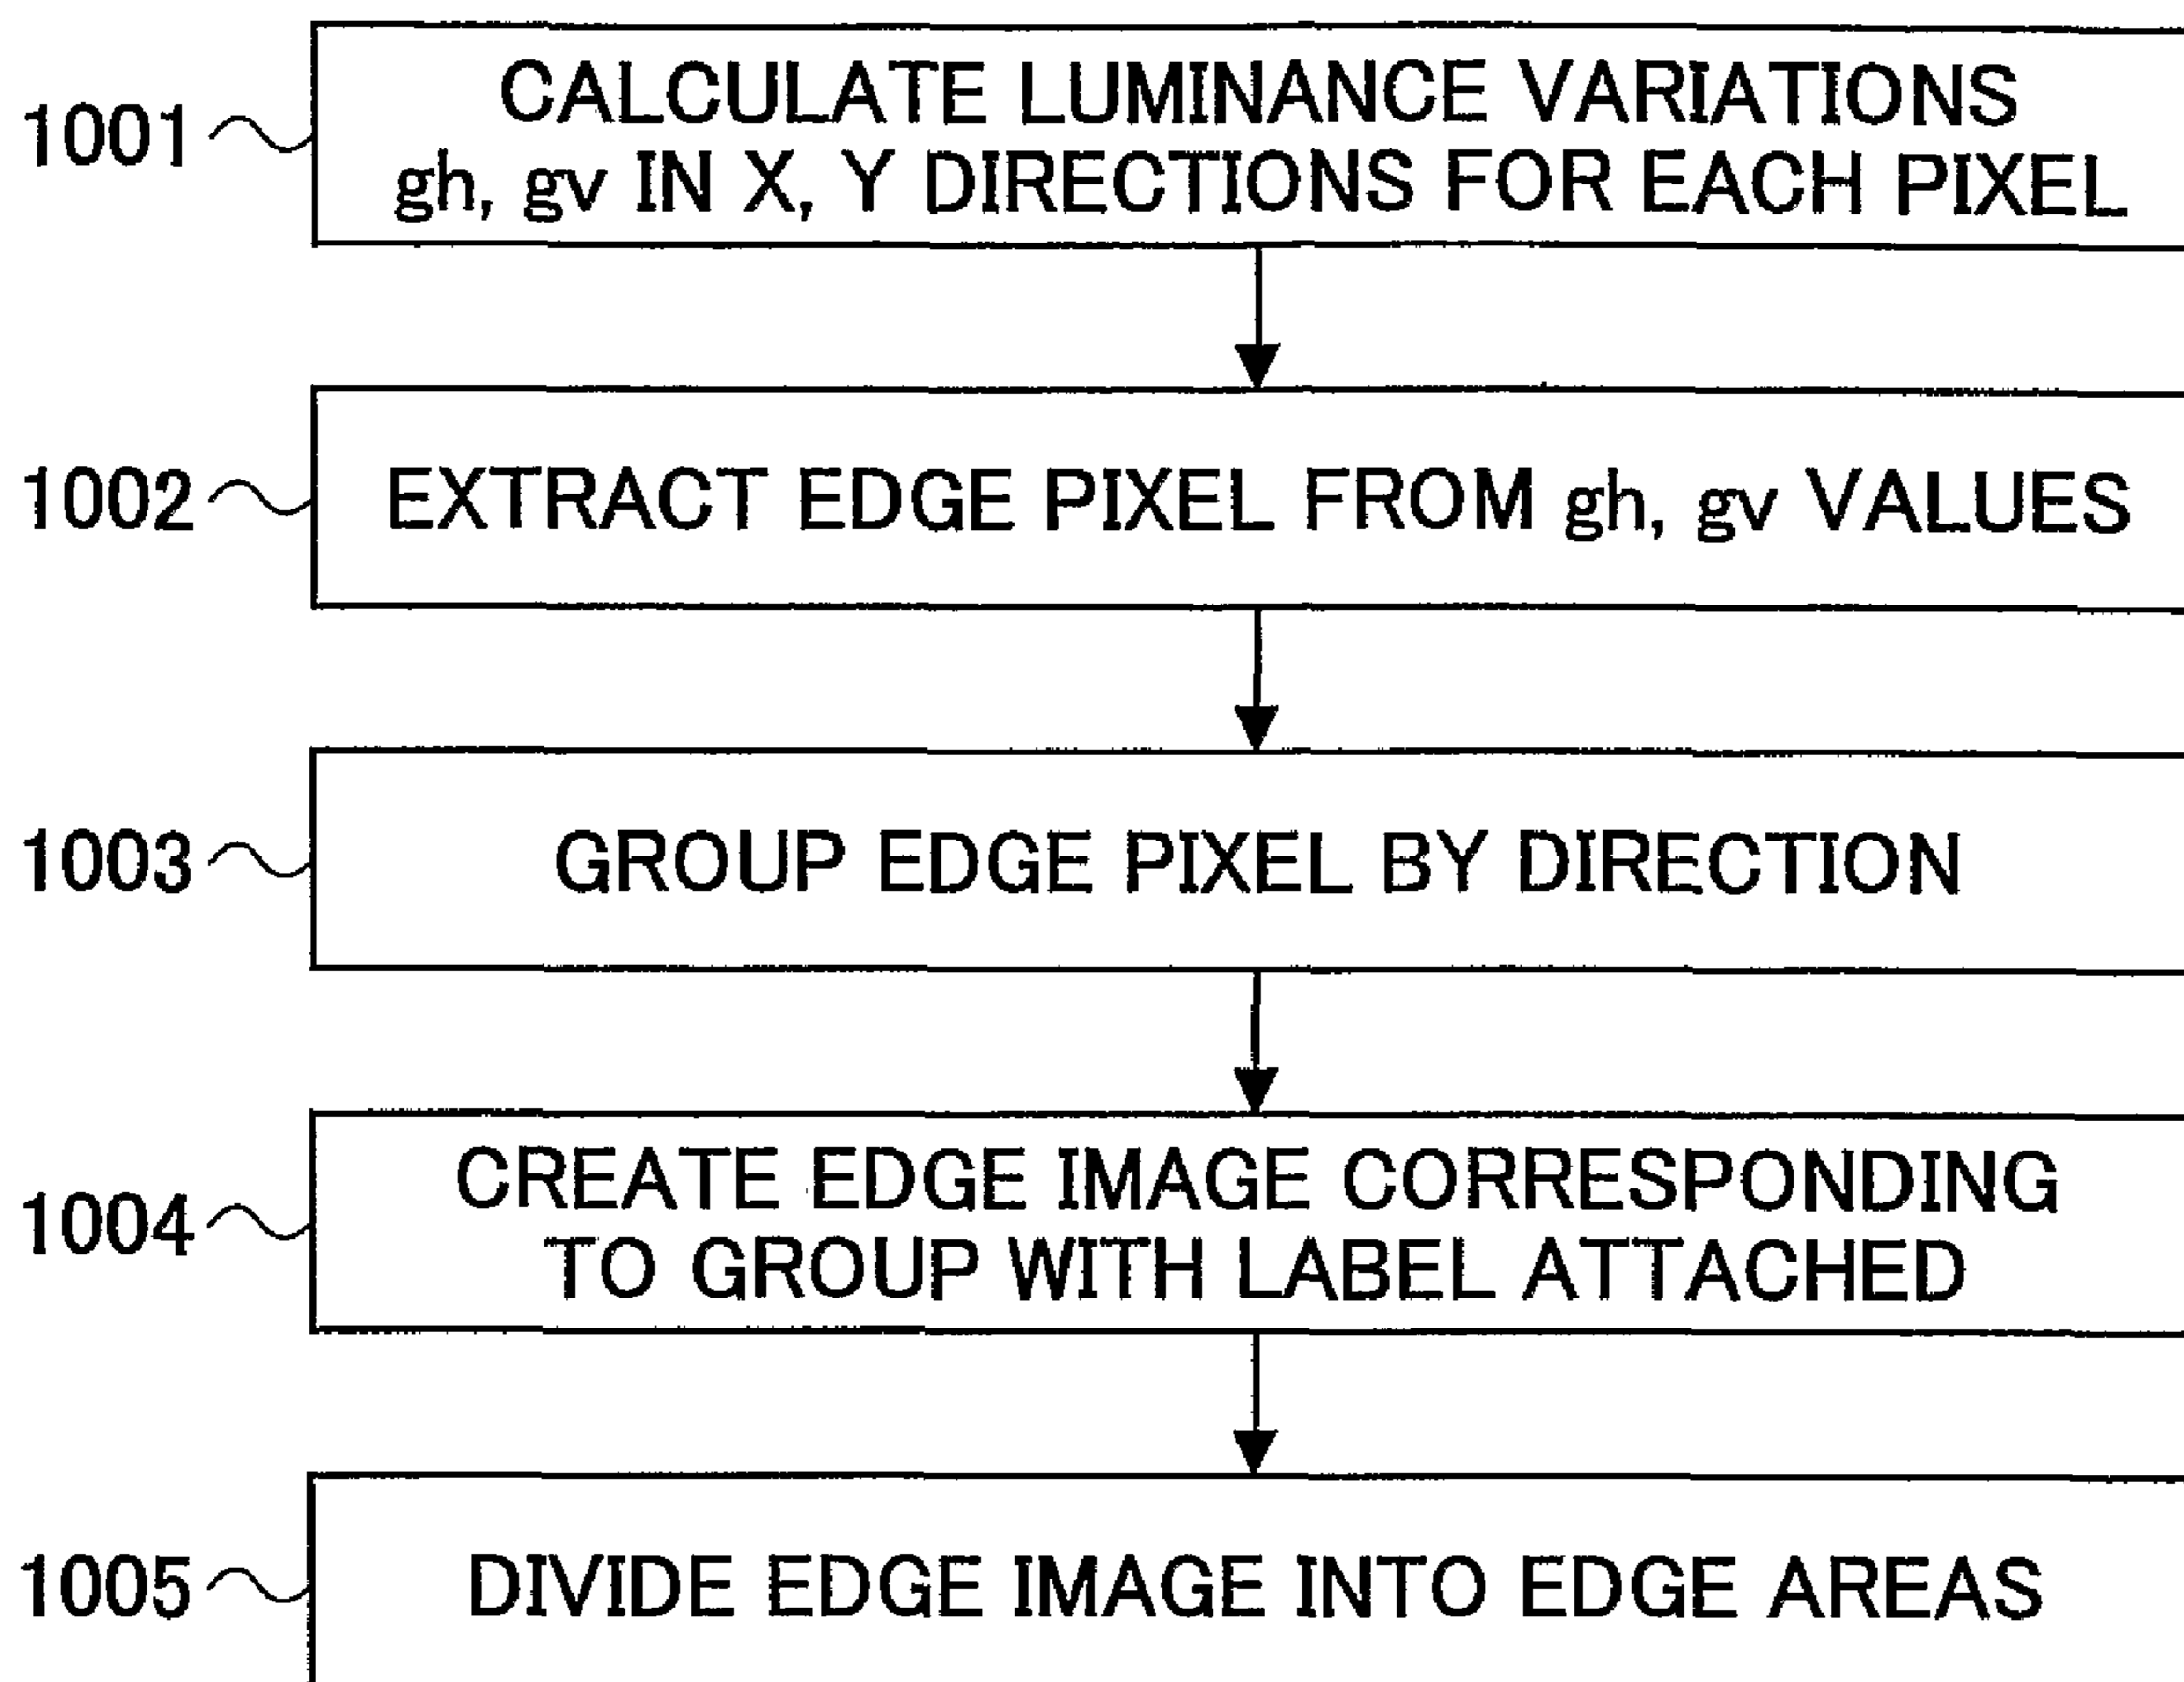 1001
CALCULATE LUMINANCE VARIATIONS
gh, gv IN X, Y DIRECTIONS FOR EACH PIXEL
1002
EXTRACT EDGE PIXEL FROM gh, gv VALUES
1003
GROUP EDGE PIXEL BY DIRECTION
1004
CREATE EDGE IMAGE CORRESPONDING
TO GROUP WITH LABEL ATTACHED
1005
DIVIDE EDGE IMAGE INTO EDGE AREAS